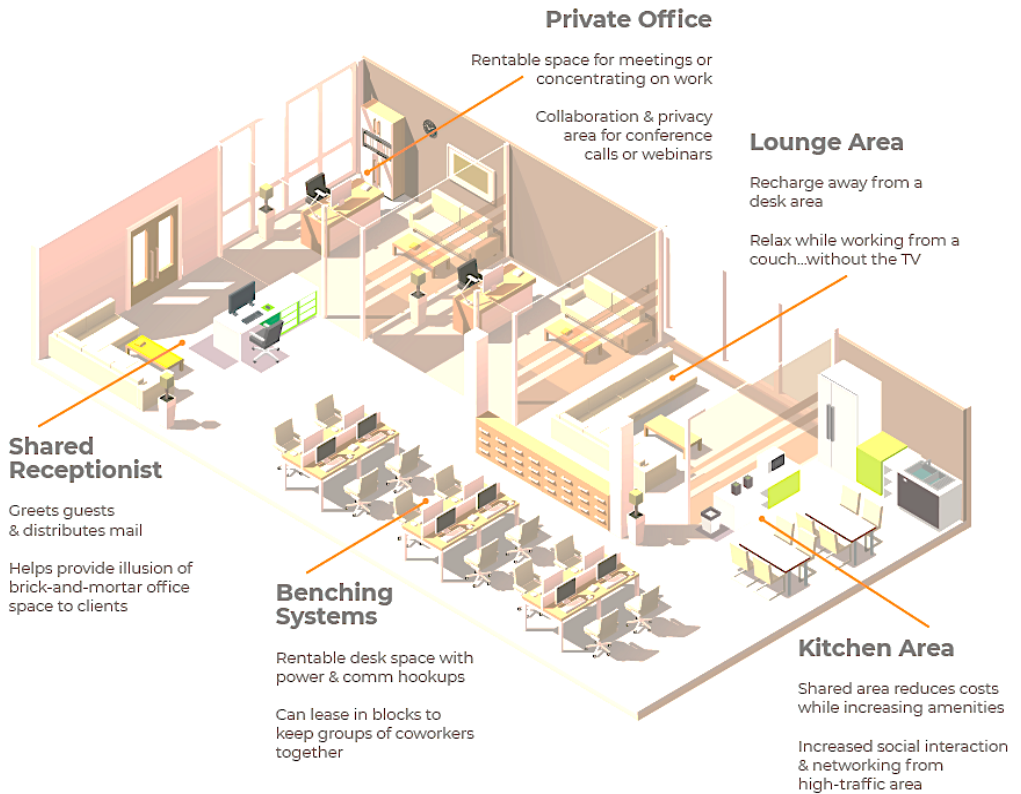 Private Office
Rentable space for meetings or
concentrating on work
Collaboration & privacy
area for conference
calls or webinars
Lounge Area
Recharge away from a
desk area
Relax while working from a
couch...without the TV
Shared
Receptionist
Greets guests
& distributes mail
Helps provide illusion of
brick-and-mortar office
space to clients
Benching
Systems
Rentable desk space with
power & comm hookups
Can lease in blocks to
keep groups of coworkers
together
Kitchen Area
Shared area reduces costs
while increasing amenities
Increased social interaction
& networking from
high-traffic area